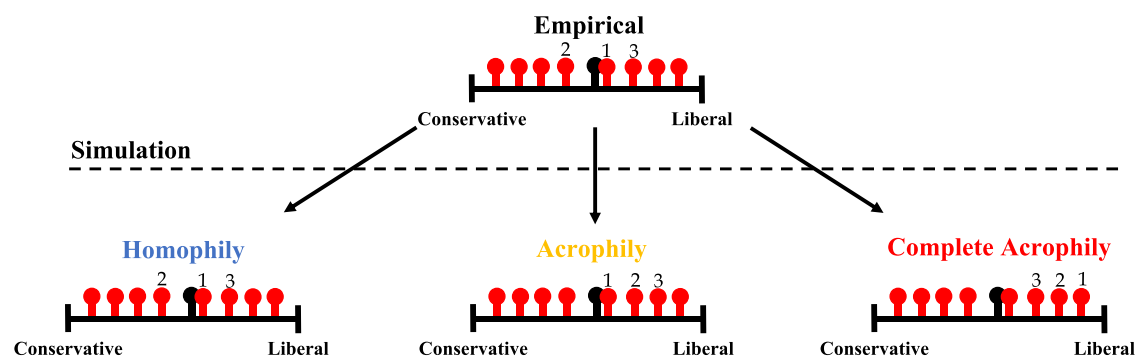 Empirical
2 1 3
Conservative Liberal
Simulation
Homophily Acrophily Complete Acrophily
2 1 3 1 2 3 3 2 1
Conservative Liberal Conservative Liberal Conservative Liberal